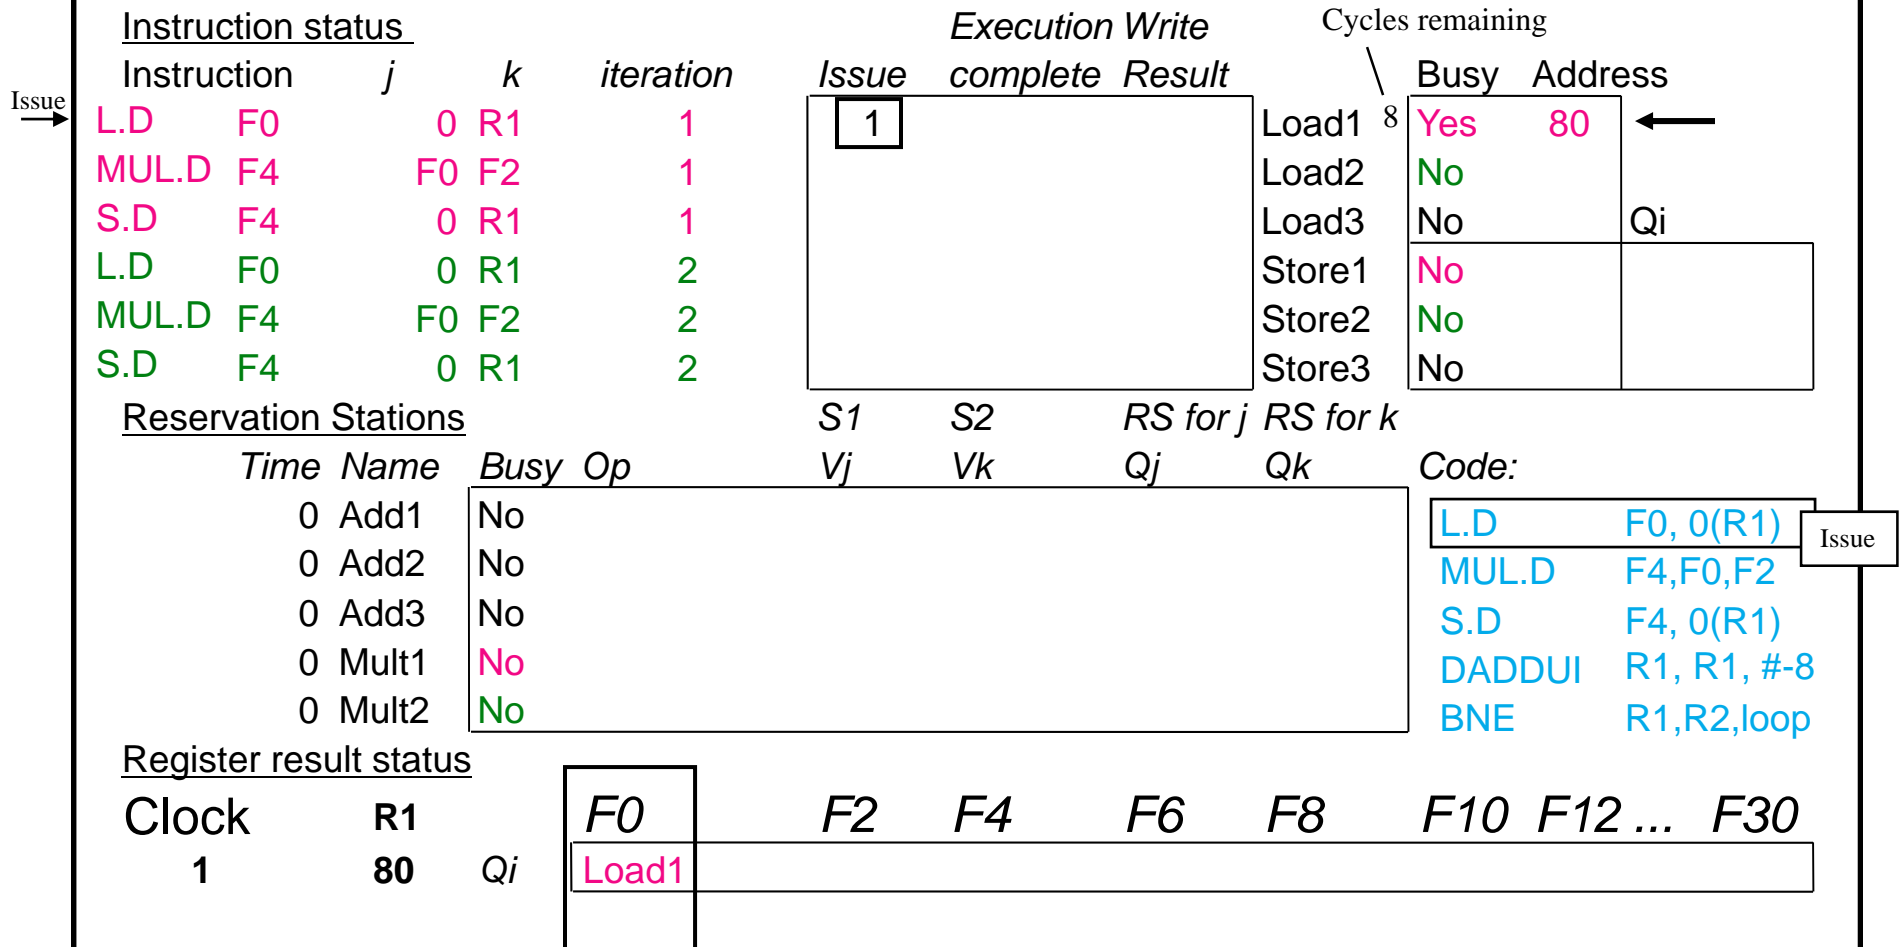 Instruction status Execution Write Cycles remaining
Instruction j k iteration Issue complete Result Busy Address
Issue
L.D F0 0 R1 1 1 Load1 8 Yes 80
MUL.D F4 F0 F2 1 Load2 No
S.D F4 0 R1 1 Load3 No Qi
L.D F0 0 R1 2 Store1 No
MUL.D F4 F0 F2 2 Store2 No
S.D F4 0 R1 2 Store3 No
Reservation Stations S1 S2 RS for j RS for k
Time Name Busy Op Vj Vk Qj Qk Code:
0 Add1 No L.D F0, 0(R1) Issue
0 Add2 No MUL.D F4,F0,F2
0 Add3 No S.D F4, 0(R1)
0 Mult1 No DADDUI R1, R1, #-8
0 Mult2 No BNE R1,R2,loop
Register result status
Clock R1 F0 F2 F4 F6 F8 F10 F12 ... F30
1 80 Qi Load1